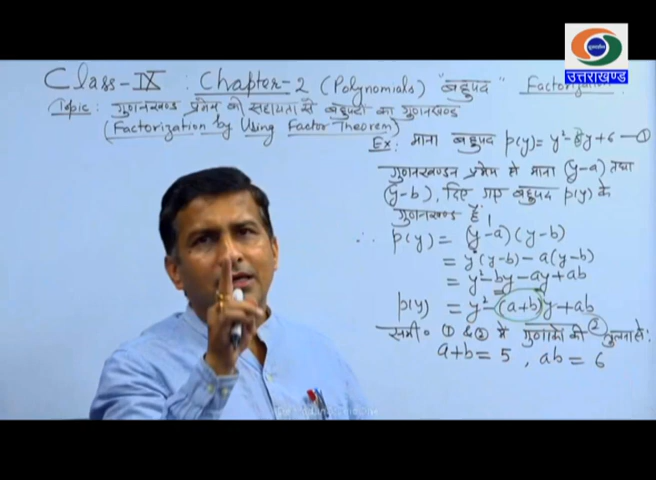 उत्तराखण्ड
Class-IX : Chapter-2 (Polynomials) "बहुपद" Factorization
Topic: गुणनखण्ड प्रमेय की सहायता से बहुपदों का गुणनखण्ड
(Factorization by Using Factor Theorem)
Ex: माना बहुपद p(y)= y²-5y+6 —①
गुणनखण्डन प्रमेय से माना (y-a) तथा
(y-b), दिए गए बहुपद p(y) के
गुणनखण्ड हैं
∴ p(y) = (y-a)(y-b)
= y(y-b) - a(y-b)
= y²-by-ay+ab
p(y) = y²-(a+b)y+ab
समी० ① & ② में गुणांकों की ② तुलना से:
a+b=5, ab=6